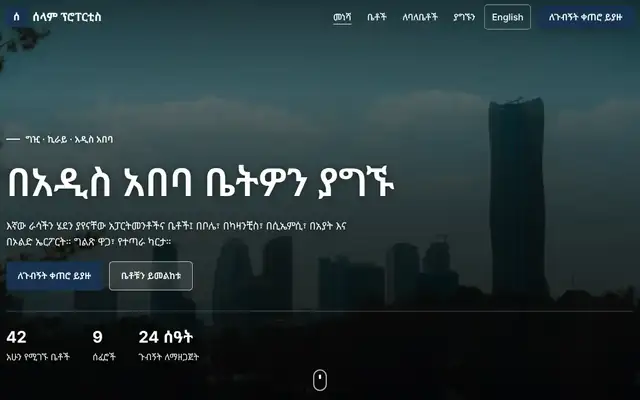 ሰ ሰላም ፕሮፐርቲስ
መነሻ ቤቶች ለባለቤቶች ያግኙን English ለጉብኝት ቀጠሮ ይያዙ
ግዢ · ኪራይ · አዲስ አበባ
በአዲስ አበባ ቤትዎን ያግኙ
እኛው ራሳችን ሄደን ያየናቸው አፓርትመንቶችና ቤቶች፤ በቦሌ፣ በካዛንቺስ፣ በሲኤምሲ፣ በአያት እና
በኦልድ ኤርፖርት። ግልጽ ዋጋ፣ የተጣራ ካርታ።
ለጉብኝት ቀጠሮ ይያዙ ቤቶቹን ይመልከቱ
42 9 24 ሰዓት
አሁን የሚገኙ ቤቶች ሰፈሮች ጉብኝት ለማዘጋጀት